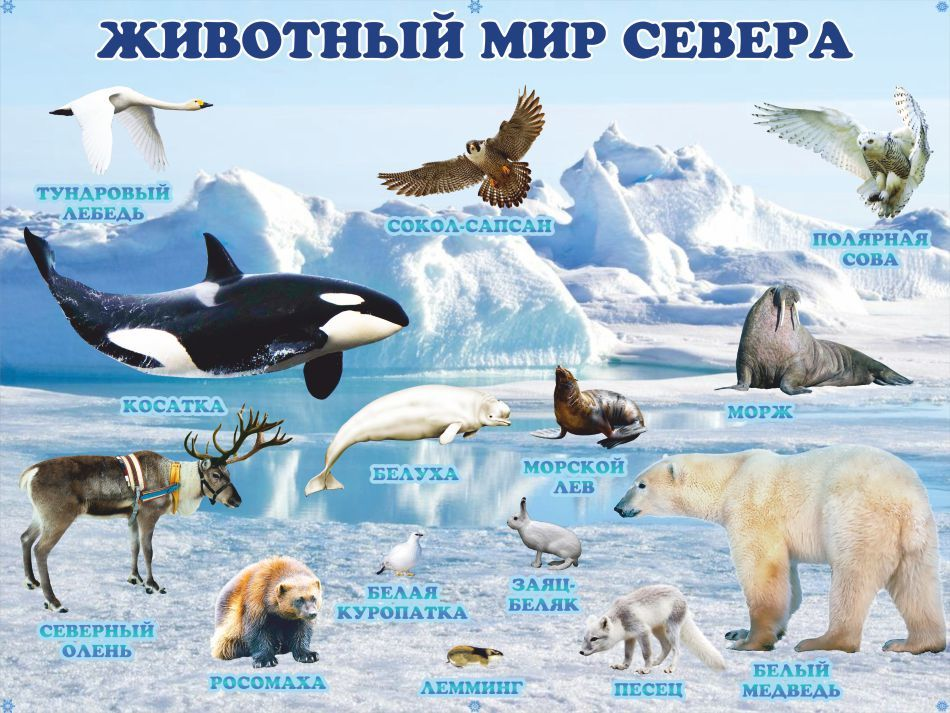 ЖИВОТНЫЙ МИР СЕВЕРА
ТУНДРОВЫЙ
ЛЕБЕДЬ
СОКОЛ-САПСАН
ПОЛЯРНАЯ
СОВА
КОСАТКА
МОРЖ
БЕЛУХА
МОРСКОЙ
ЛЕВ
СЕВЕРНЫЙ
ОЛЕНЬ
БЕЛАЯ
КУРОПАТКА
ЗАЯЦ-
БЕЛЯК
РОСОМАХА
ЛЕММИНГ
ПЕСЕЦ
БЕЛЫЙ
МЕДВЕДЬ